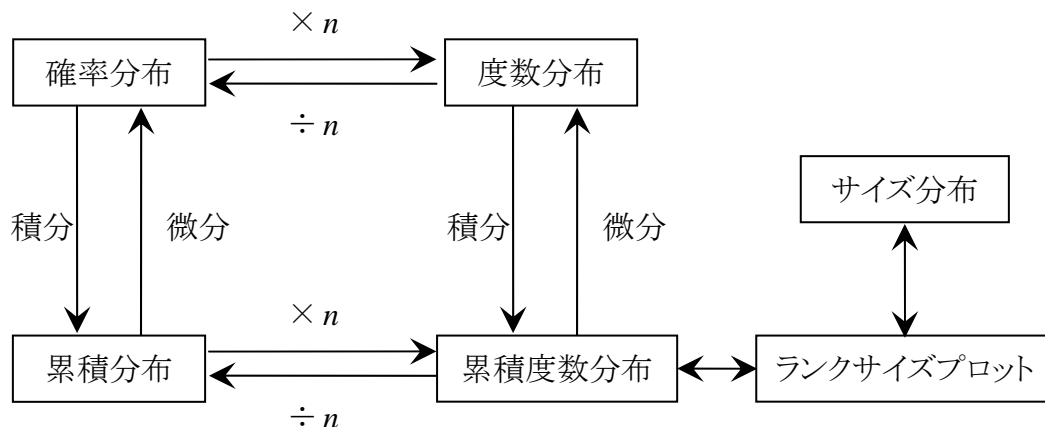 × n
確率分布
度数分布
÷ n
サイズ分布
積分
微分
積分
微分
× n
累積分布
累積度数分布
ランクサイズプロット
÷ n